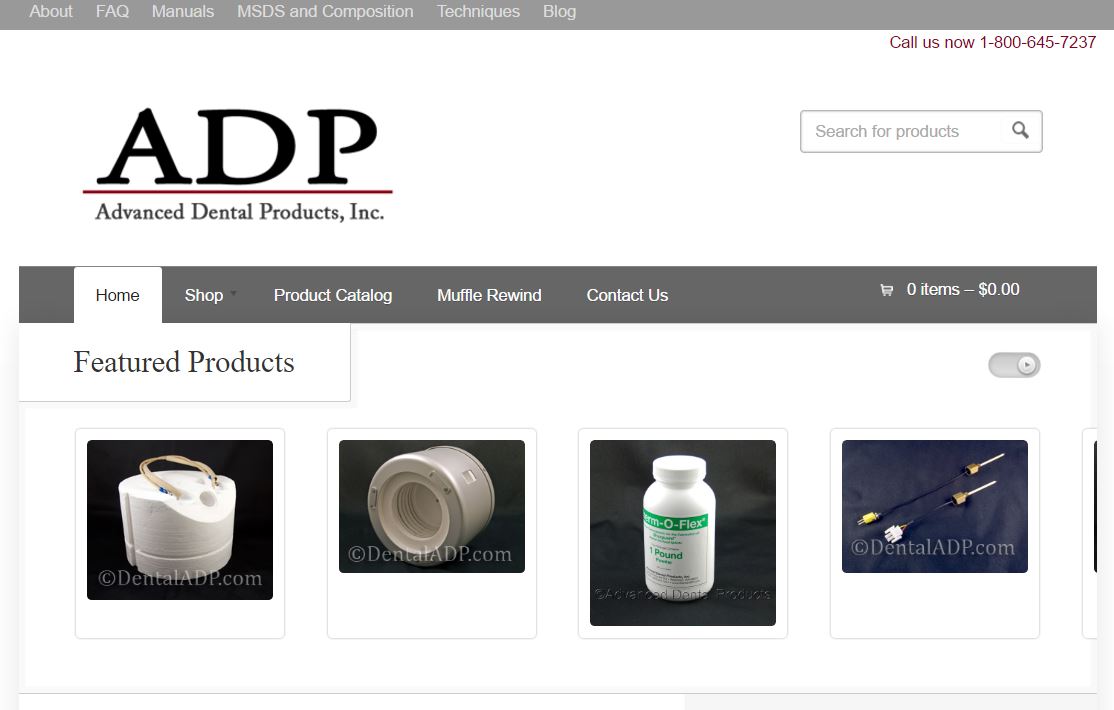 About FAQ Manuals MSDS and Composition Techniques Blog
Call us now 1-800-645-7237
ADP
Advanced Dental Products, Inc.
Search for products
Home Shop Product Catalog Muffle Rewind Contact Us 0 items – $0.00
Featured Products
©DentalADP.com
©DentalADP.com
erm-O-Flex
1 Pound
©Advanced Dental Products
©DentalADP.com